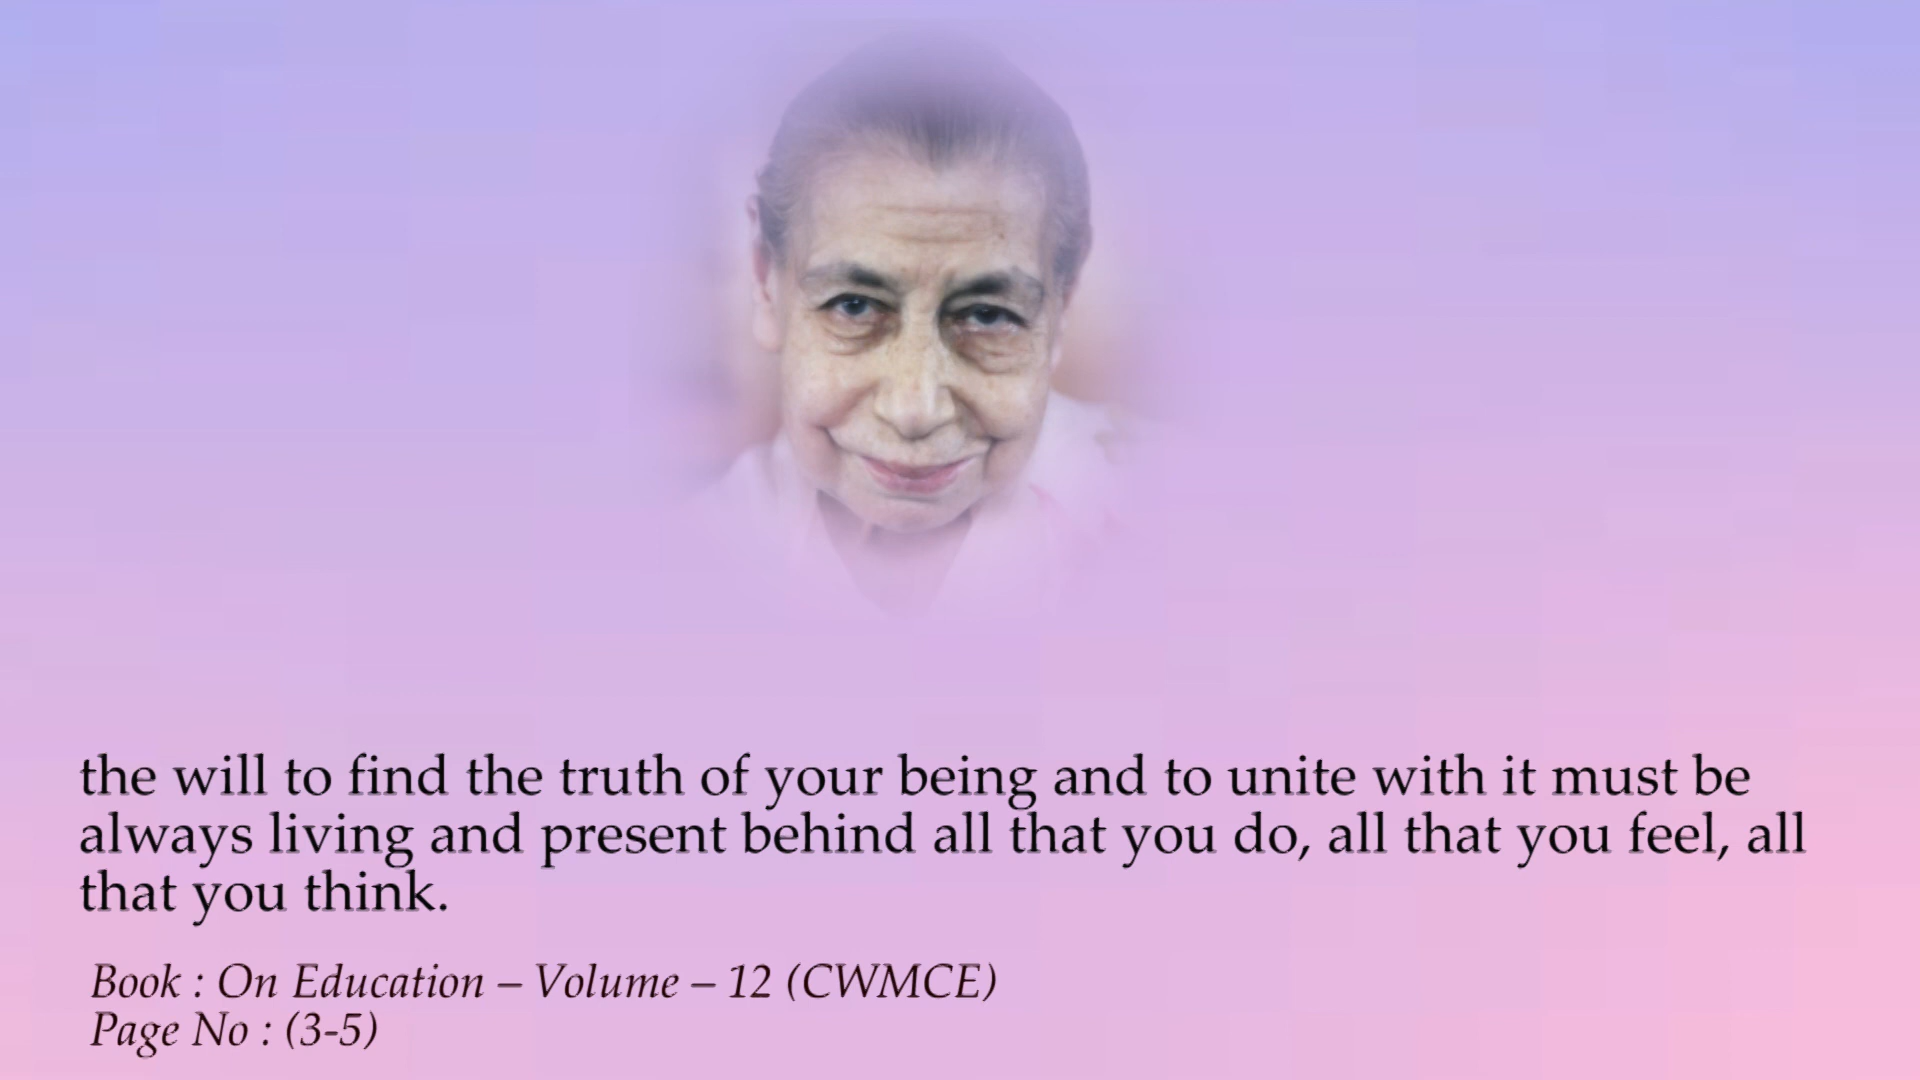 the will to find the truth of your being and to unite with it must be
always living and present behind all that you do, all that you feel, all
that you think.
Book : On Education – Volume – 12 (CWMCE)
Page No : (3-5)